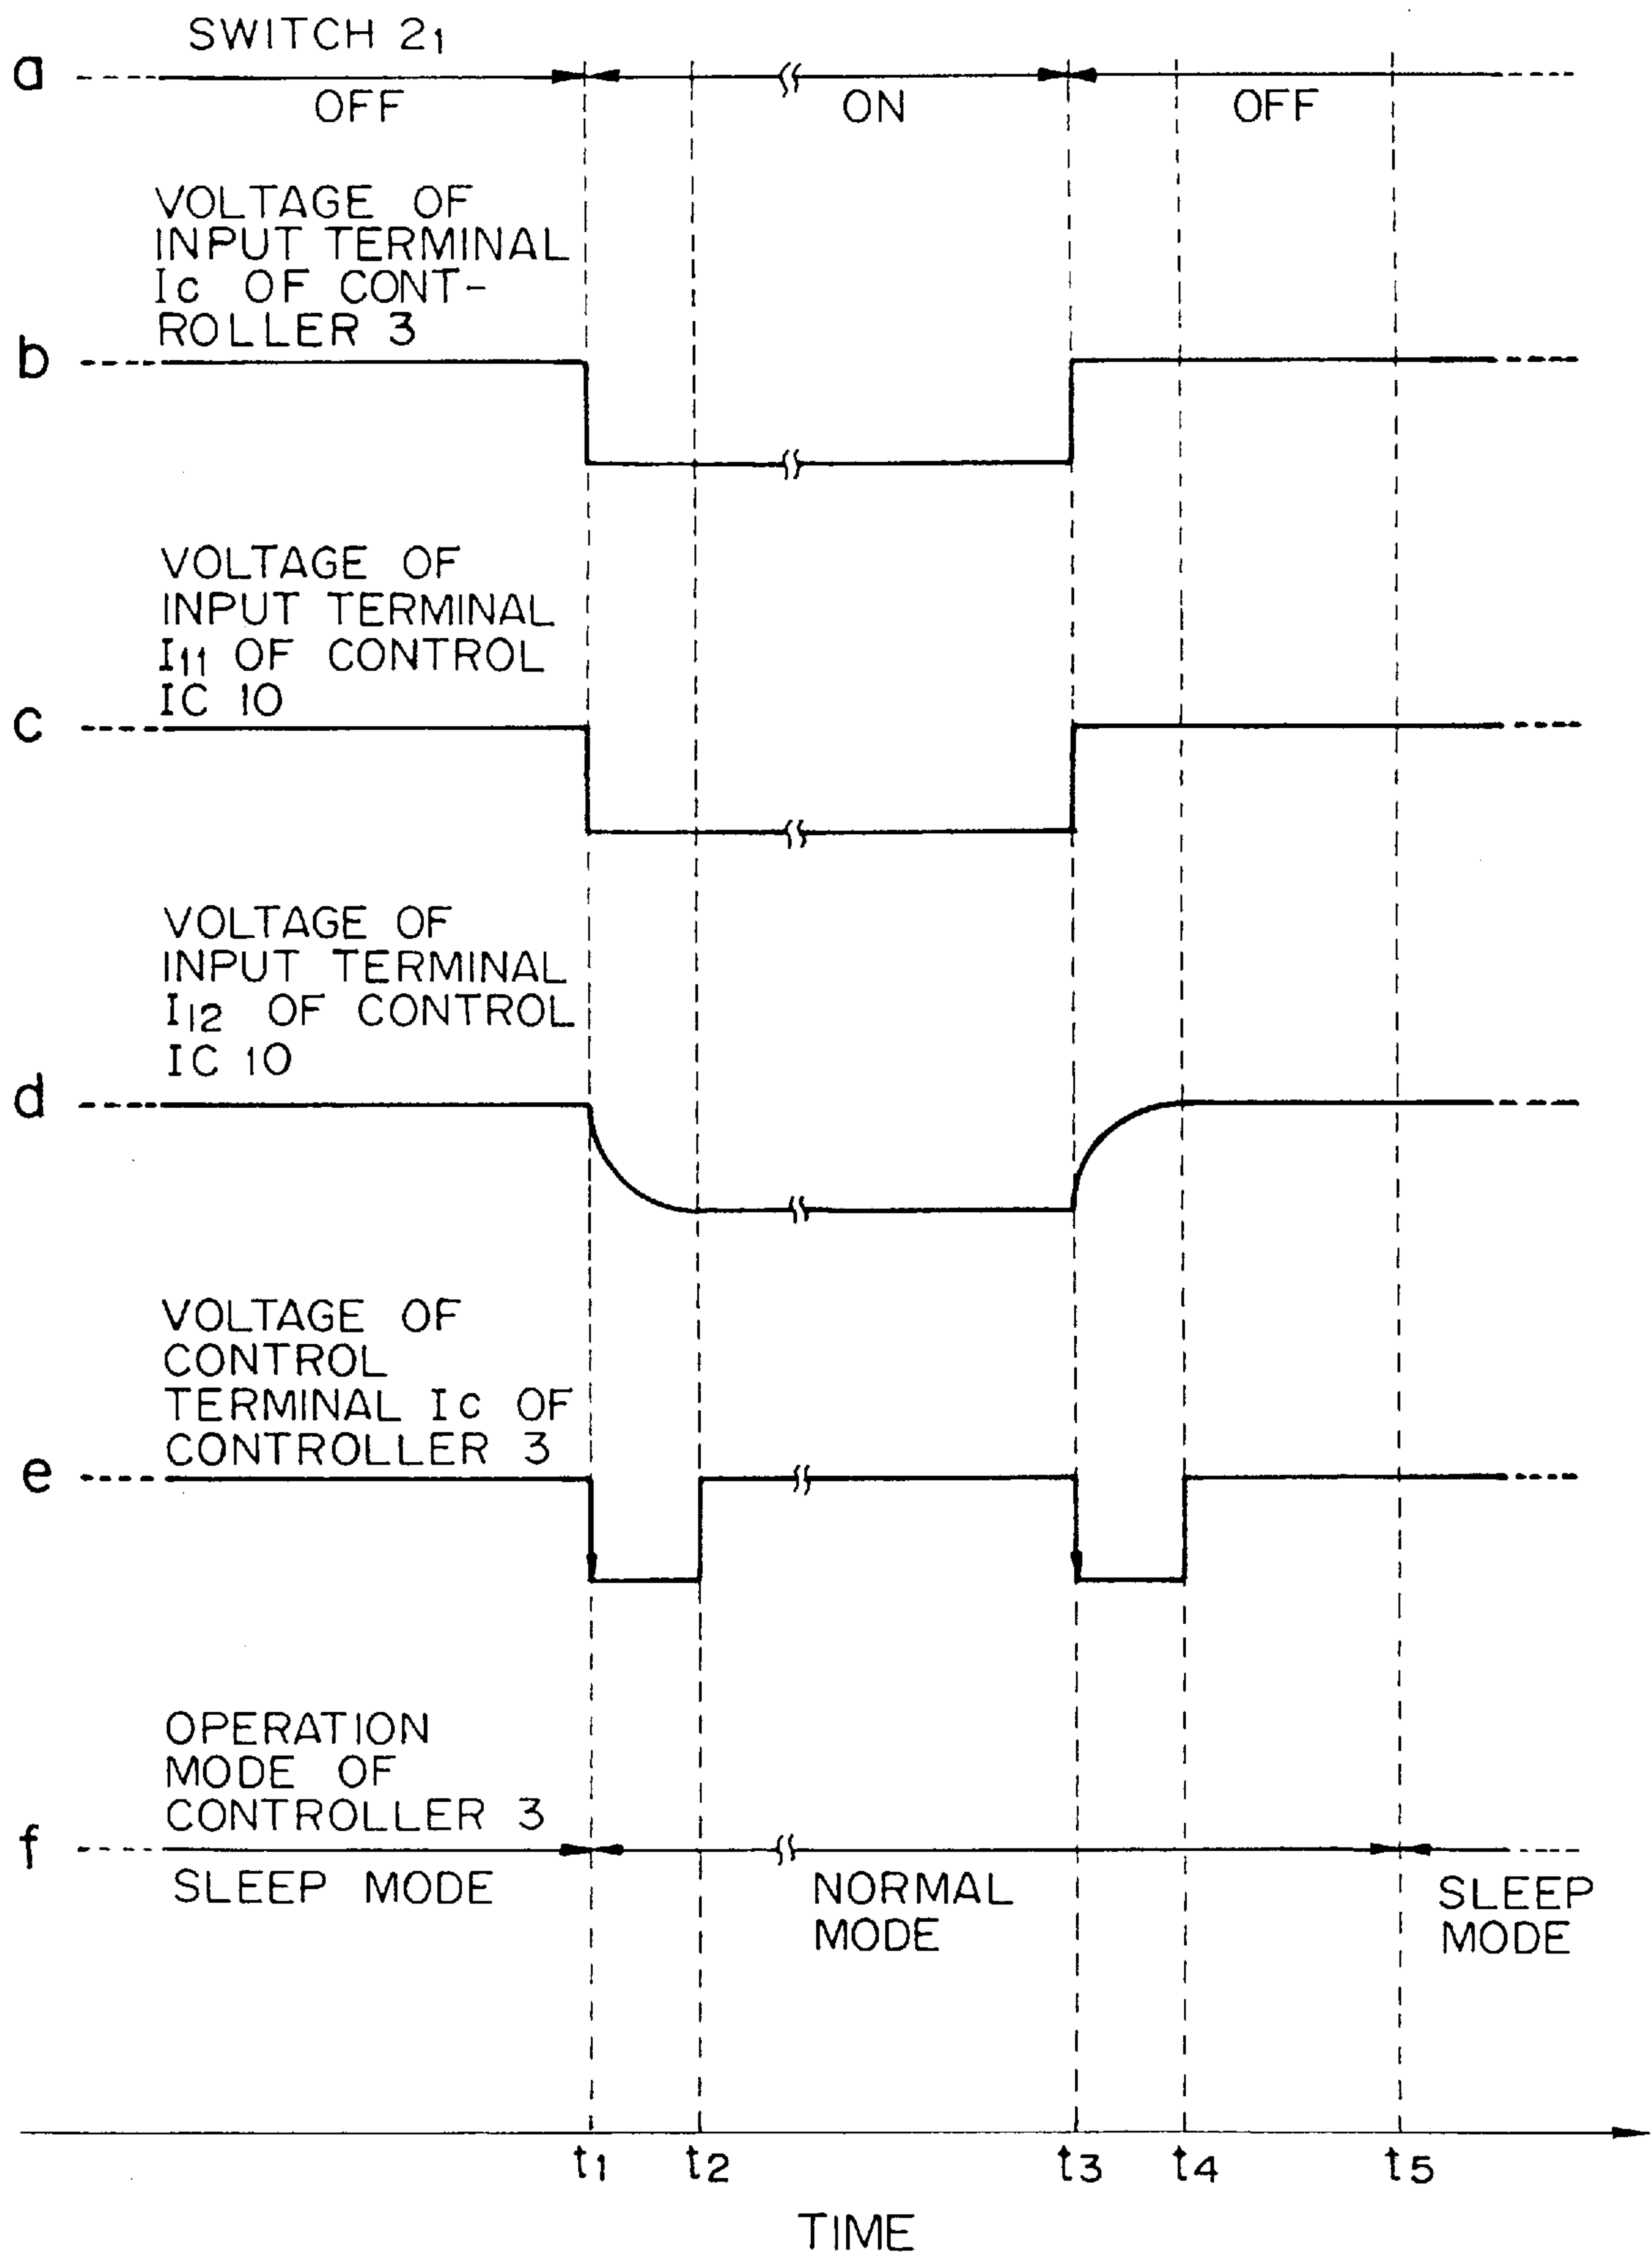 SWITCH 2₁
a
OFF
ON
OFF
VOLTAGE OF
INPUT TERMINAL
Ic OF CONT-
ROLLER 3
b
VOLTAGE OF
INPUT TERMINAL
I₁₁ OF CONTROL
IC 10
c
VOLTAGE OF
INPUT TERMINAL
I₁₂ OF CONTROL
IC 10
d
VOLTAGE OF
CONTROL
TERMINAL Ic OF
CONTROLLER 3
e
OPERATION
MODE OF
CONTROLLER 3
f
SLEEP MODE
NORMAL
MODE
SLEEP
MODE
t1 t2 t3 t4 t5
TIME